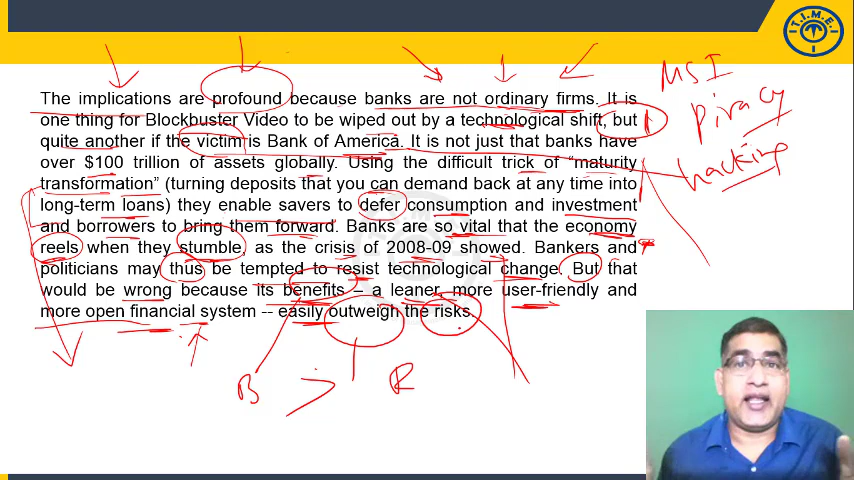 T.I.M.E.
MSI
piracy
hacking
The implications are profound because banks are not ordinary firms. It is
one thing for Blockbuster Video to be wiped out by a technological shift, but
quite another if the victim is Bank of America. It is not just that banks have
over $100 trillion of assets globally. Using the difficult trick of “maturity
transformation” (turning deposits that you can demand back at any time into
long-term loans) they enable savers to defer consumption and investment
and borrowers to bring them forward. Banks are so vital that the economy
reels when they stumble, as the crisis of 2008-09 showed. Bankers and
politicians may thus be tempted to resist technological change. But that
would be wrong because its benefits – a leaner, more user-friendly and
more open financial system -- easily outweigh the risks.
B > R